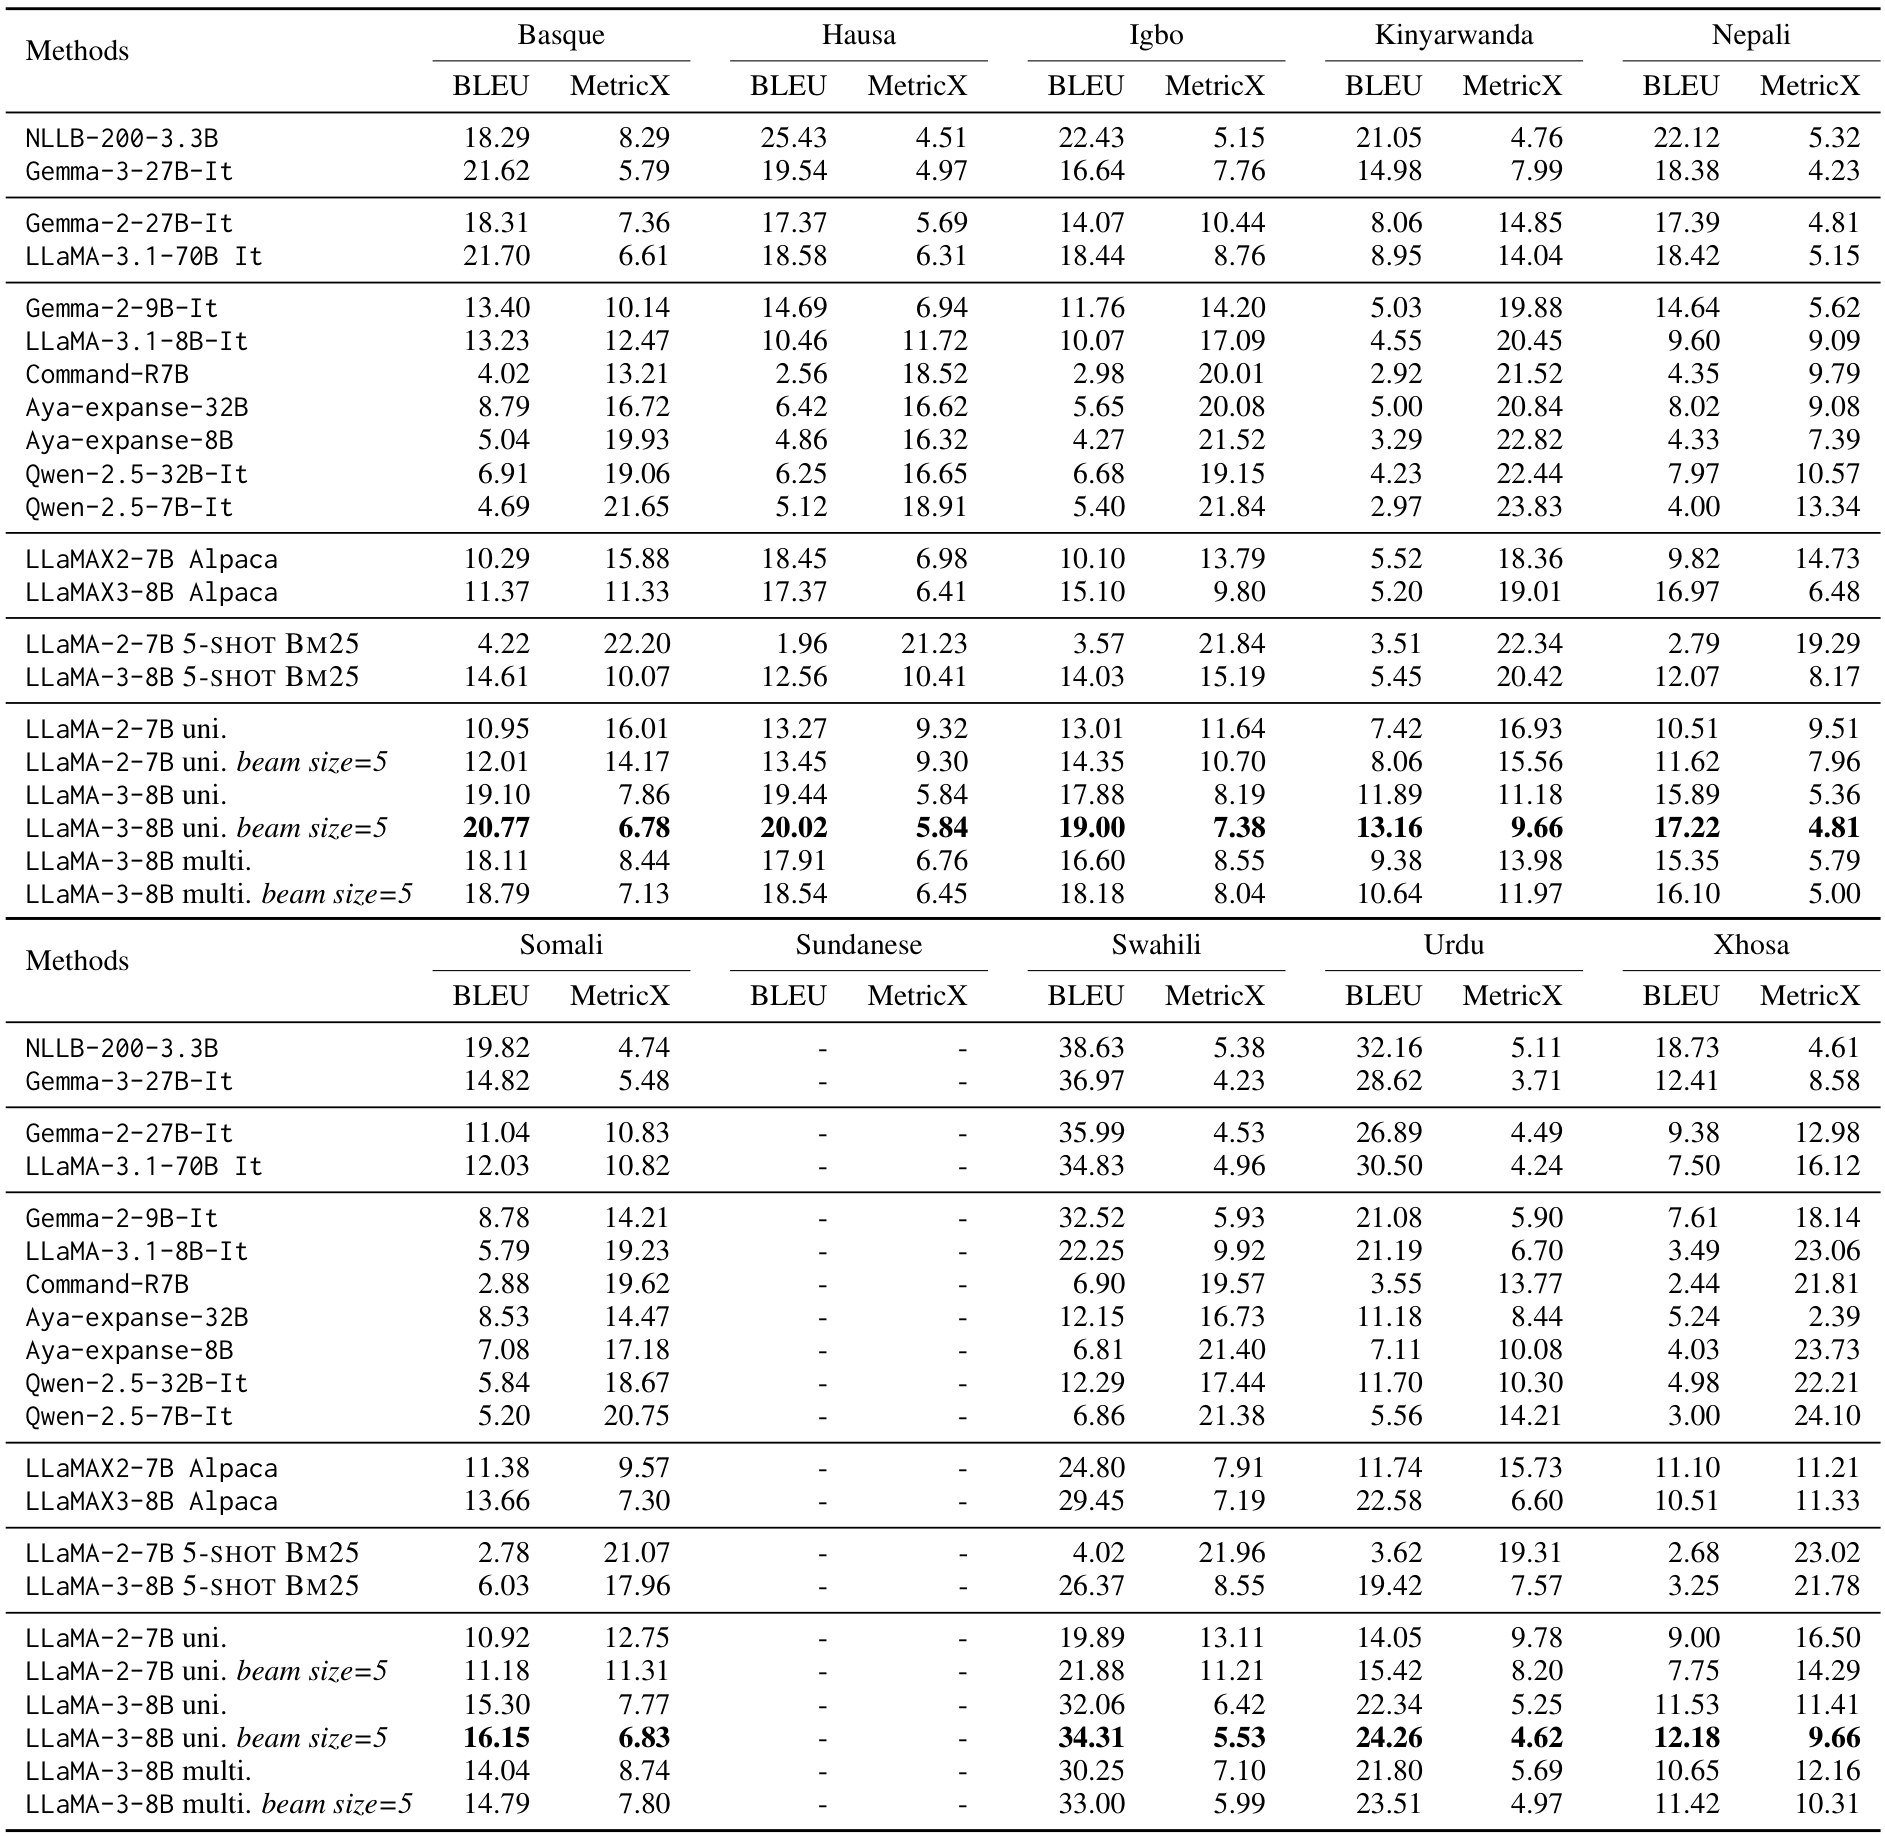 Methods Basque Hausa Igbo Kinyarwanda Nepali
BLEU MetricX BLEU MetricX BLEU MetricX BLEU MetricX BLEU MetricX
NLLB-200-3.3B 18.29 8.29 25.43 4.51 22.43 5.15 21.05 4.76 22.12 5.32
Gemma-3-27B-It 21.62 5.79 19.54 4.97 16.64 7.76 14.98 7.99 18.38 4.23
Gemma-2-27B-It 18.31 7.36 17.37 5.69 14.07 10.44 8.06 14.85 17.39 4.81
LLaMA-3.1-70B It 21.70 6.61 18.58 6.31 18.44 8.76 8.95 14.04 18.42 5.15
Gemma-2-9B-It 13.40 10.14 14.69 6.94 11.76 14.20 5.03 19.88 14.64 5.62
LLaMA-3.1-8B-It 13.23 12.47 10.46 11.72 10.07 17.09 4.55 20.45 9.60 9.09
Command-R7B 4.02 13.21 2.56 18.52 2.98 20.01 2.92 21.52 4.35 9.79
Aya-expanse-32B 8.79 16.72 6.42 16.62 5.65 20.08 5.00 20.84 8.02 9.08
Aya-expanse-8B 5.04 19.93 4.86 16.32 4.27 21.52 3.29 22.82 4.33 7.39
Qwen-2.5-32B-It 6.91 19.06 6.25 16.65 6.68 19.15 4.23 22.44 7.97 10.57
Qwen-2.5-7B-It 4.69 21.65 5.12 18.91 5.40 21.84 2.97 23.83 4.00 13.34
LLaMAX2-7B Alpaca 10.29 15.88 18.45 6.98 10.10 13.79 5.52 18.36 9.82 14.73
LLaMAX3-8B Alpaca 11.37 11.33 17.37 6.41 15.10 9.80 5.20 19.01 16.97 6.48
LLaMA-2-7B 5-SHOT BM25 4.22 22.20 1.96 21.23 3.57 21.84 3.51 22.34 2.79 19.29
LLaMA-3-8B 5-SHOT BM25 14.61 10.07 12.56 10.41 14.03 15.19 5.45 20.42 12.07 8.17
LLaMA-2-7B uni. 10.95 16.01 13.27 9.32 13.01 11.64 7.42 16.93 10.51 9.51
LLaMA-2-7B uni. beam size=5 12.01 14.17 13.45 9.30 14.35 10.70 8.06 15.56 11.62 7.96
LLaMA-3-8B uni. 19.10 7.86 19.44 5.84 17.88 8.19 11.89 11.18 15.89 5.36
LLaMA-3-8B uni. beam size=5 20.77 6.78 20.02 5.84 19.00 7.38 13.16 9.66 17.22 4.81
LLaMA-3-8B multi. 18.11 8.44 17.91 6.76 16.60 8.55 9.38 13.98 15.35 5.79
LLaMA-3-8B multi. beam size=5 18.79 7.13 18.54 6.45 18.18 8.04 10.64 11.97 16.10 5.00
Methods Somali Sundanese Swahili Urdu Xhosa
BLEU MetricX BLEU MetricX BLEU MetricX BLEU MetricX BLEU MetricX
NLLB-200-3.3B 19.82 4.74 - - 38.63 5.38 32.16 5.11 18.73 4.61
Gemma-3-27B-It 14.82 5.48 - - 36.97 4.23 28.62 3.71 12.41 8.58
Gemma-2-27B-It 11.04 10.83 - - 35.99 4.53 26.89 4.49 9.38 12.98
LLaMA-3.1-70B It 12.03 10.82 - - 34.83 4.96 30.50 4.24 7.50 16.12
Gemma-2-9B-It 8.78 14.21 - - 32.52 5.93 21.08 5.90 7.61 18.14
LLaMA-3.1-8B-It 5.79 19.23 - - 22.25 9.92 21.19 6.70 3.49 23.06
Command-R7B 2.88 19.62 - - 6.90 19.57 3.55 13.77 2.44 21.81
Aya-expanse-32B 8.53 14.47 - - 12.15 16.73 11.18 8.44 5.24 2.39
Aya-expanse-8B 7.08 17.18 - - 6.81 21.40 7.11 10.08 4.03 23.73
Qwen-2.5-32B-It 5.84 18.67 - - 12.29 17.44 11.70 10.30 4.98 22.21
Qwen-2.5-7B-It 5.20 20.75 - - 6.86 21.38 5.56 14.21 3.00 24.10
LLaMAX2-7B Alpaca 11.38 9.57 - - 24.80 7.91 11.74 15.73 11.10 11.21
LLaMAX3-8B Alpaca 13.66 7.30 - - 29.45 7.19 22.58 6.60 10.51 11.33
LLaMA-2-7B 5-SHOT BM25 2.78 21.07 - - 4.02 21.96 3.62 19.31 2.68 23.02
LLaMA-3-8B 5-SHOT BM25 6.03 17.96 - - 26.37 8.55 19.42 7.57 3.25 21.78
LLaMA-2-7B uni. 10.92 12.75 - - 19.89 13.11 14.05 9.78 9.00 16.50
LLaMA-2-7B uni. beam size=5 11.18 11.31 - - 21.88 11.21 15.42 8.20 7.75 14.29
LLaMA-3-8B uni. 15.30 7.77 - - 32.06 6.42 22.34 5.25 11.53 11.41
LLaMA-3-8B uni. beam size=5 16.15 6.83 - - 34.31 5.53 24.26 4.62 12.18 9.66
LLaMA-3-8B multi. 14.04 8.74 - - 30.25 7.10 21.80 5.69 10.65 12.16
LLaMA-3-8B multi. beam size=5 14.79 7.80 - - 33.00 5.99 23.51 4.97 11.42 10.31